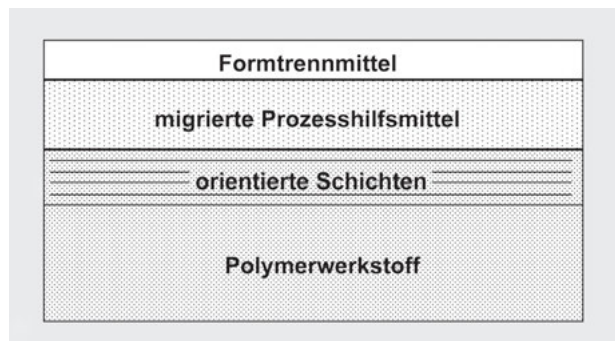 Formtrennmittel
migrierte Prozesshilfsmittel
orientierte Schichten
Polymerwerkstoff